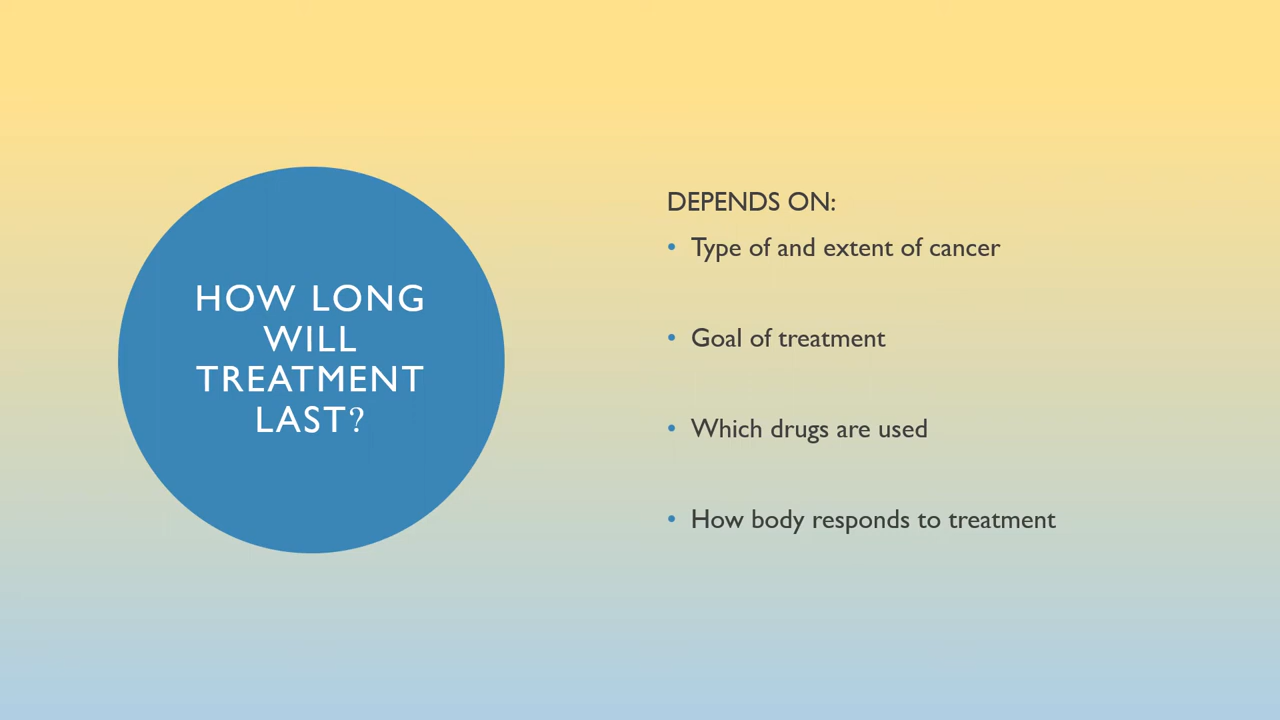 HOW LONG
WILL
TREATMENT
LAST?
DEPENDS ON:
• Type of and extent of cancer
• Goal of treatment
• Which drugs are used
• How body responds to treatment